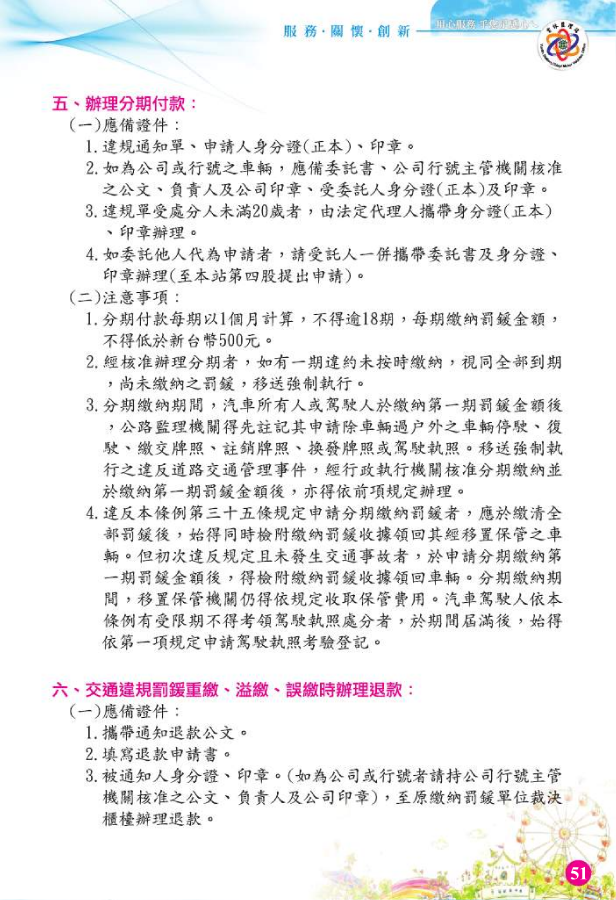 服務‧關懷‧創新
五、辦理分期付款：
(一)應備證件：
1.違規通知單、申請人身分證(正本)、印章。
2.如為公司或行號之車輛，應備委託書、公司行號主管機關核准
之公文、負責人及公司印章、受委託人身分證(正本)及印章。
3.違規單受處分人未滿20歲者，由法定代理人攜帶身分證(正本)
、印章辦理。
4.如委託他人代為申請者，請受託人一併攜帶委託書及身分證、
印章辦理(至本站第四股提出申請)。
(二)注意事項：
1.分期付款每期以1個月計算，不得逾18期，每期繳納罰鍰金額，
不得低於新台幣500元。
2.經核准辦理分期者，如有一期違約未按時繳納，視同全部到期
，尚未繳納之罰鍰，移送強制執行。
3.分期繳納期間，汽車所有人或駕駛人於繳納第一期罰鍰金額後
，公路監理機關得先註記其申請除車輛過户外之車輛停駛、復
駛、繳交牌照、註銷牌照、換發牌照或駕駛執照。移送強制執
行之違反道路交通管理事件，經行政執行機關核准分期繳納並
於繳納第一期罰鍰金額後，亦得依前項規定辦理。
4.違反本條例第三十五條規定申請分期繳納罰鍰者，應於繳清全
部罰鍰後，始得同時檢附繳納罰鍰收據領回其經移置保管之車
輛。但初次違反規定且未發生交通事故者，於申請分期繳納第
一期罰鍰金額後，得檢附繳納罰鍰收據領回車輛。分期繳納期
間，移置保管機關仍得依規定收取保管費用。汽車駕駛人依本
條例有受限期不得考領駕駛執照處分者，於期間屆滿後，始得
依第一項規定申請駕駛執照考驗登記。
六、交通違規罰鍰重繳、溢繳、誤繳時辦理退款：
(一)應備證件：
1.攜帶通知退款公文。
2.填寫退款申請書。
3.被通知人身分證、印章。(如為公司或行號者請持公司行號主管
機關核准之公文、負責人及公司印章)，至原繳納罰鍰單位裁決
櫃檯辦理退款。
51